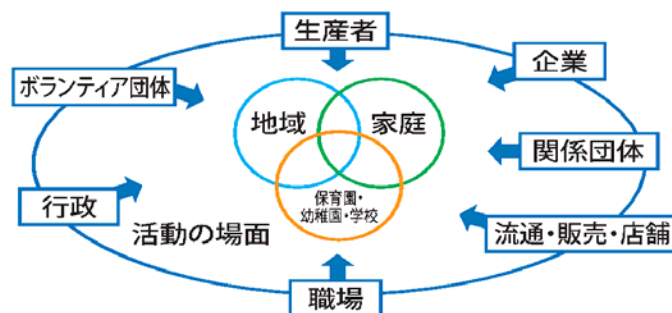 生産者
ボランティア団体
企業
地域
家庭
関係団体
保育園・
幼稚園・学校
行政
活動の場面
流通・販売・店舗
職場